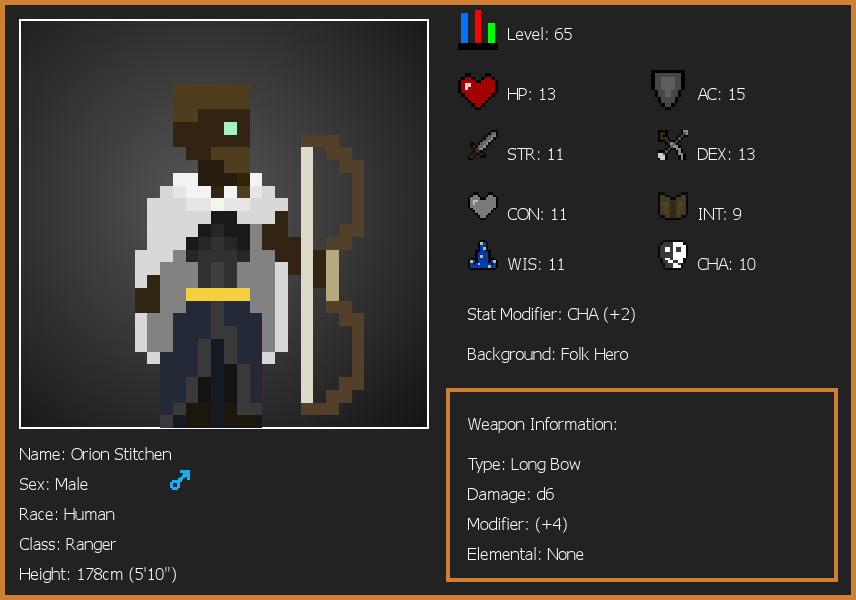 Level: 65
HP: 13
AC: 15
STR: 11
DEX: 13
CON: 11
INT: 9
WIS: 11
CHA: 10
Stat Modifier: CHA (+2)
Background: Folk Hero
Weapon Information:
Type: Long Bow
Damage: d6
Modifier: (+4)
Elemental: None
Name: Orion Stitchen
Sex: Male
Race: Human
Class: Ranger
Height: 178cm (5'10")